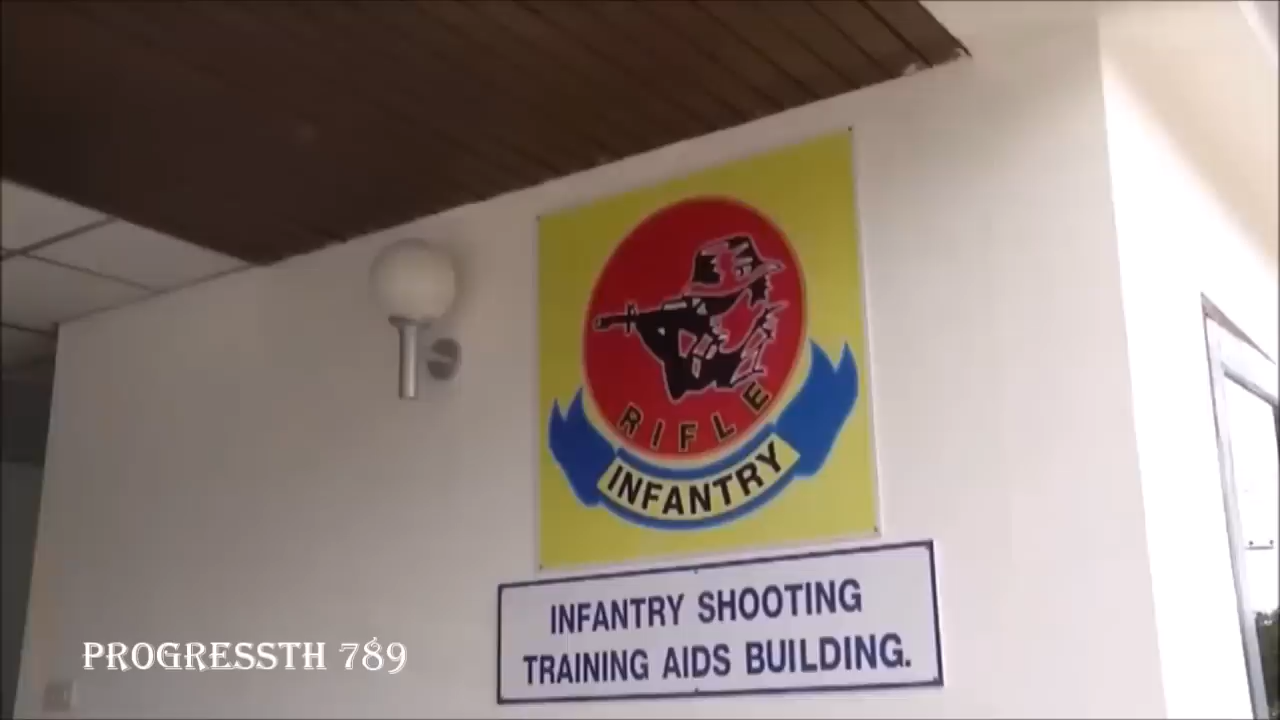 RIFLE
INFANTRY
INFANTRY SHOOTING
TRAINING AIDS BUILDING.
PROGRESSTH 789